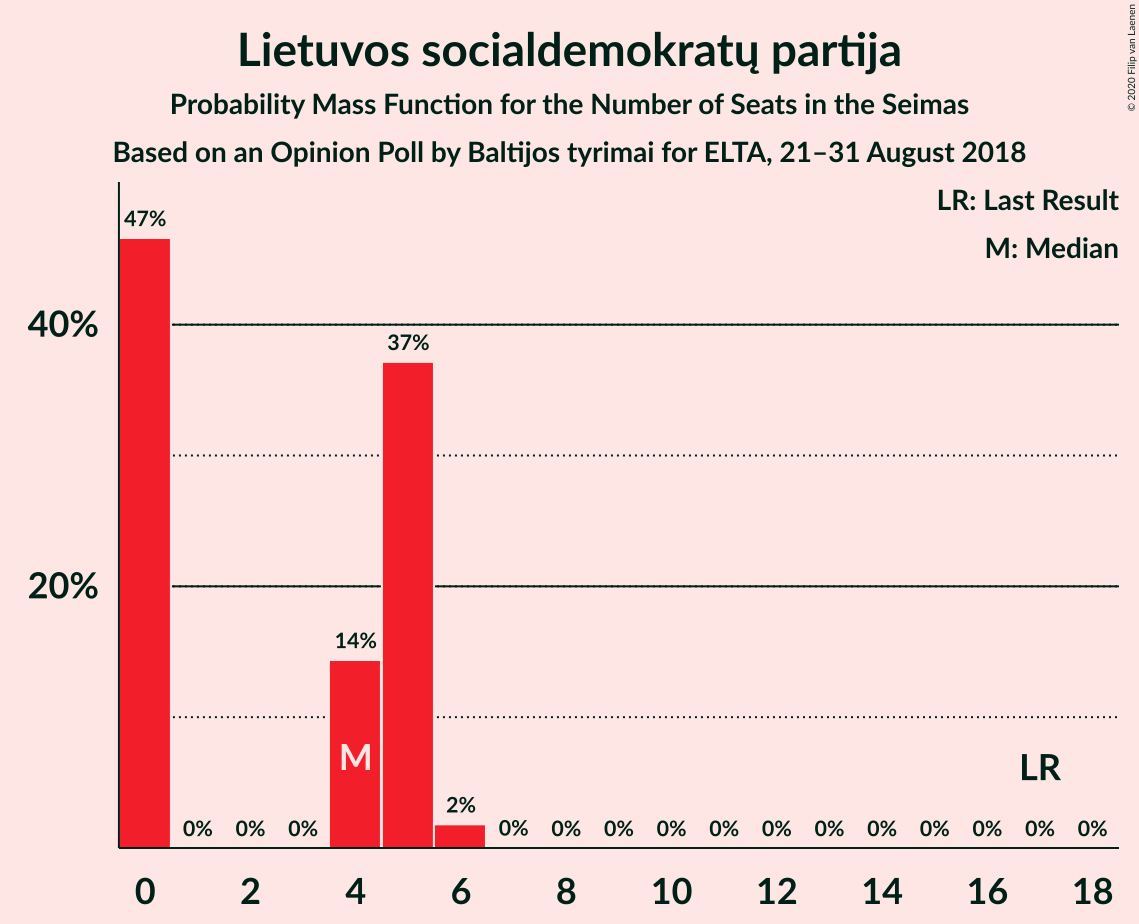 Lietuvos socialdemokratų partija
Probability Mass Function for the Number of Seats in the Seimas
Based on an Opinion Poll by Baltijos tyrimai for ELTA, 21–31 August 2018
© 2020 Filip van Laenen
LR: Last Result
M: Median
47%
40%
37%
20%
14%
M
LR
2%
0% 0% 0% 0% 0% 0% 0% 0% 0% 0% 0% 0% 0% 0% 0%
0 2 4 6 8 10 12 14 16 18